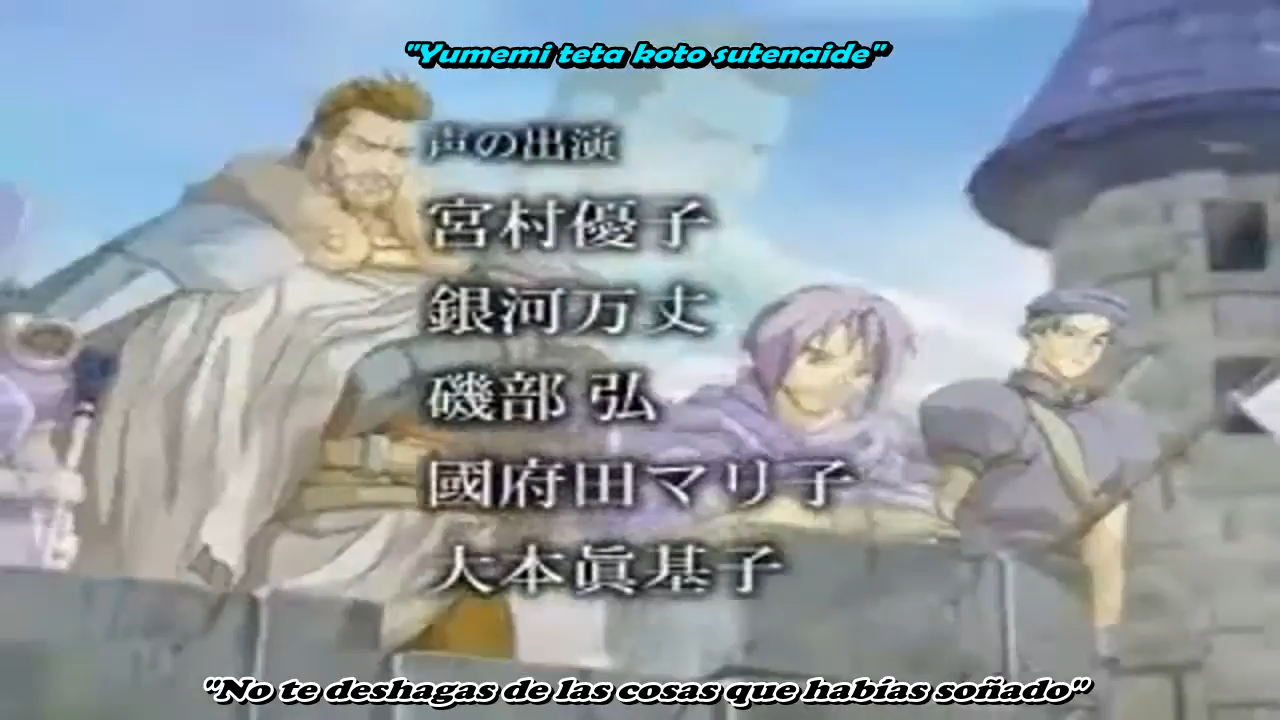 "Yumemi teta koto sutenaide"
声の出演
宮村優子
銀河万丈
磯部 弘
國府田マリ子
大本眞基子
"No te deshagas de las cosas que habías soñado"